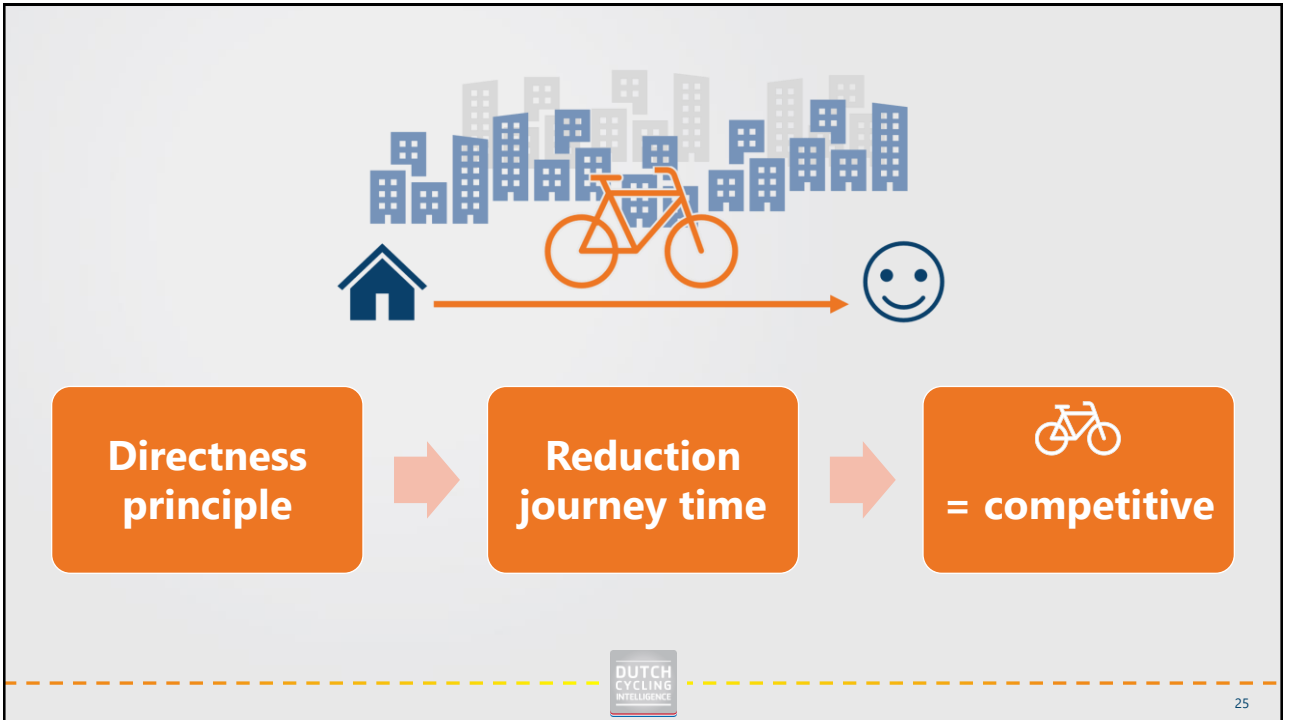 Directness
principle
Reduction
journey time
= competitive
DUTCH
CYCLING
INTELLIGENCE
25